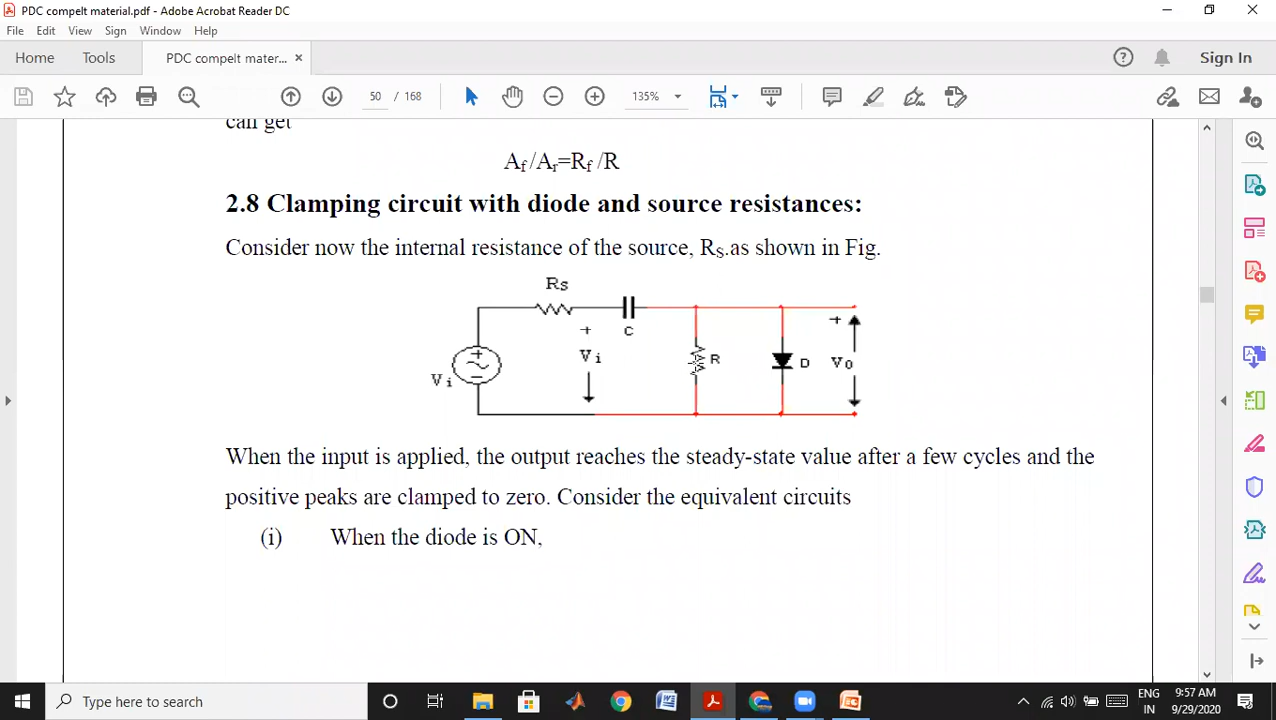 PDC compelt material.pdf - Adobe Acrobat Reader DC
File Edit View Sign Window Help
Home Tools PDC compelt mater... × Sign In
50 / 168 135%
can get
Af /Ar=Rf /R
2.8 Clamping circuit with diode and source resistances:
Consider now the internal resistance of the source, RS.as shown in Fig.
Rs
+ C +
Vi R D Vo
+
−
Vi
When the input is applied, the output reaches the steady-state value after a few cycles and the
positive peaks are clamped to zero. Consider the equivalent circuits
(i) When the diode is ON,
Type here to search
ENG 9:57 AM
IN 9/29/2020